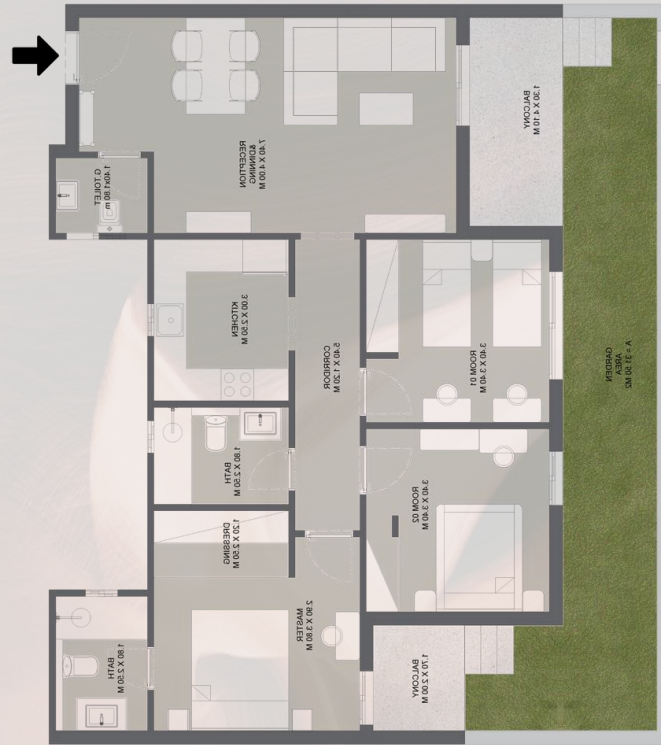 1.30 X 4.10 M
BALCONY
7.40 X 4.00 M
RECEPTION
&DINNING
1.40x1.80 m
G.TOILET
3.00 X 2.50 M
KITCHEN
5.40 X 1.20 M
CORRIDOR
3.40 X 3.40 M
ROOM 01
A = 31.50 M2
AREA
GARDEN
1.80 X 2.50 M
BATH
3.40 X 3.40 M
ROOM 02
1.20 X 2.50 M
DRESSING
2.90 X 3.80 M
MASTER
1.80 X 2.50 M
BATH
1.70 X 2.00 M
BALCONY